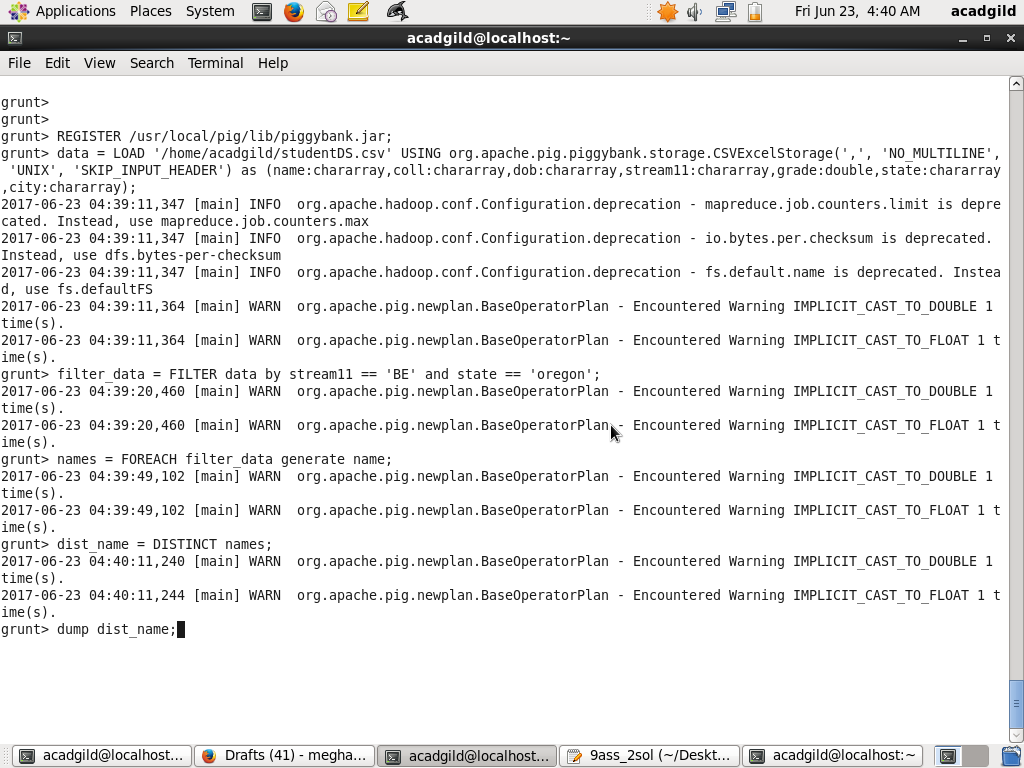 Applications Places System Fri Jun 23, 4:40 AM acadgild
acadgild@localhost:~
File Edit View Search Terminal Help
grunt>
grunt>
grunt> REGISTER /usr/local/pig/lib/piggybank.jar;
grunt> data = LOAD '/home/acadgild/studentDS.csv' USING org.apache.pig.piggybank.storage.CSVExcelStorage(',', 'NO_MULTILINE',
 'UNIX', 'SKIP_INPUT_HEADER') as (name:chararray,coll:chararray,dob:chararray,stream11:chararray,grade:double,state:chararray
,city:chararray);
2017-06-23 04:39:11,347 [main] INFO  org.apache.hadoop.conf.Configuration.deprecation - mapreduce.job.counters.limit is depre
cated. Instead, use mapreduce.job.counters.max
2017-06-23 04:39:11,347 [main] INFO  org.apache.hadoop.conf.Configuration.deprecation - io.bytes.per.checksum is deprecated.
Instead, use dfs.bytes-per-checksum
2017-06-23 04:39:11,347 [main] INFO  org.apache.hadoop.conf.Configuration.deprecation - fs.default.name is deprecated. Instea
d, use fs.defaultFS
2017-06-23 04:39:11,364 [main] WARN  org.apache.pig.newplan.BaseOperatorPlan - Encountered Warning IMPLICIT_CAST_TO_DOUBLE 1
time(s).
2017-06-23 04:39:11,364 [main] WARN  org.apache.pig.newplan.BaseOperatorPlan - Encountered Warning IMPLICIT_CAST_TO_FLOAT 1 t
ime(s).
grunt> filter_data = FILTER data by stream11 == 'BE' and state == 'oregon';
2017-06-23 04:39:20,460 [main] WARN  org.apache.pig.newplan.BaseOperatorPlan - Encountered Warning IMPLICIT_CAST_TO_DOUBLE 1
time(s).
2017-06-23 04:39:20,460 [main] WARN  org.apache.pig.newplan.BaseOperatorPlan - Encountered Warning IMPLICIT_CAST_TO_FLOAT 1 t
ime(s).
grunt> names = FOREACH filter_data generate name;
2017-06-23 04:39:49,102 [main] WARN  org.apache.pig.newplan.BaseOperatorPlan - Encountered Warning IMPLICIT_CAST_TO_DOUBLE 1
time(s).
2017-06-23 04:39:49,102 [main] WARN  org.apache.pig.newplan.BaseOperatorPlan - Encountered Warning IMPLICIT_CAST_TO_FLOAT 1 t
ime(s).
grunt> dist_name = DISTINCT names;
2017-06-23 04:40:11,240 [main] WARN  org.apache.pig.newplan.BaseOperatorPlan - Encountered Warning IMPLICIT_CAST_TO_DOUBLE 1
time(s).
2017-06-23 04:40:11,244 [main] WARN  org.apache.pig.newplan.BaseOperatorPlan - Encountered Warning IMPLICIT_CAST_TO_FLOAT 1 t
ime(s).
grunt> dump dist_name;
acadgild@localhost... Drafts (41) - megha... acadgild@localhost... 9ass_2sol (~/Deskt... acadgild@localhost:~